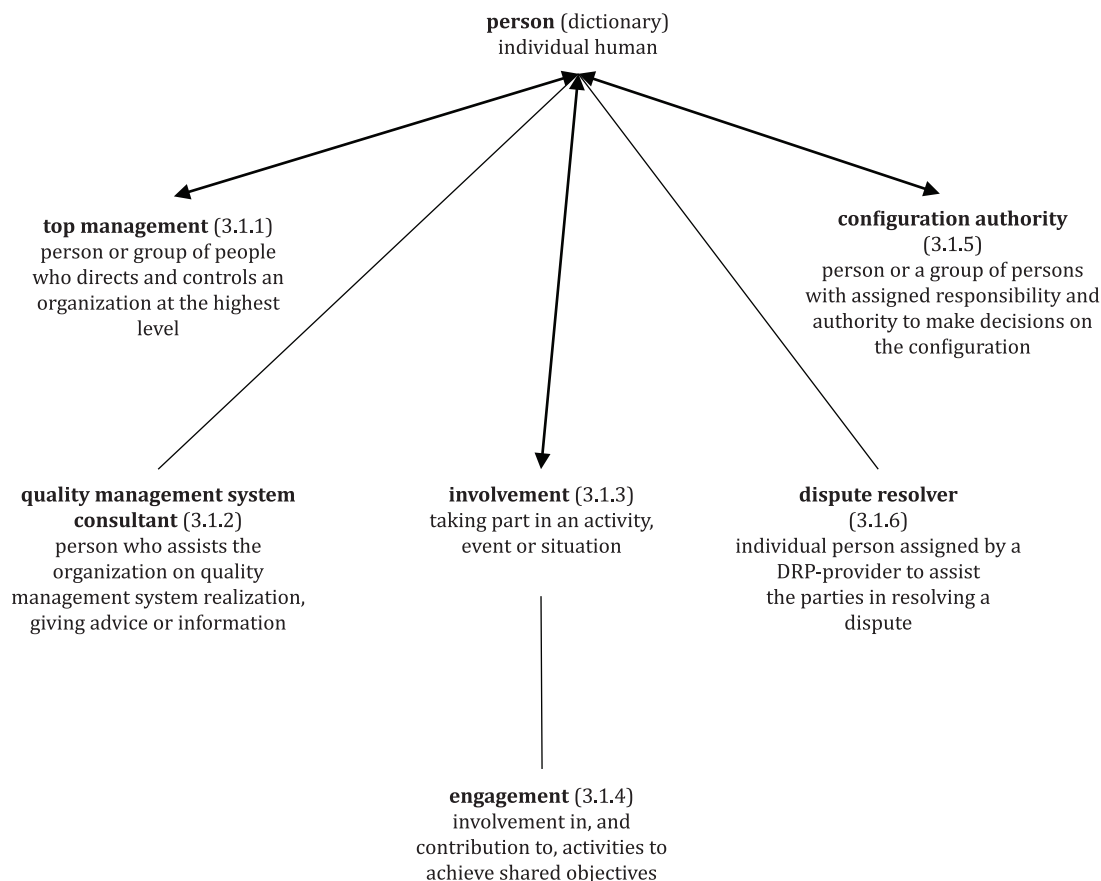 person (dictionary)
individual human
top management (3.1.1)
person or group of people
who directs and controls an
organization at the highest
level
configuration authority
(3.1.5)
person or a group of persons
with assigned responsibility and
authority to make decisions on
the configuration
quality management system
consultant (3.1.2)
person who assists the
organization on quality
management system realization,
giving advice or information
involvement (3.1.3)
taking part in an activity,
event or situation
dispute resolver
(3.1.6)
individual person assigned by a
DRP-provider to assist
the parties in resolving a
dispute
engagement (3.1.4)
involvement in, and
contribution to, activities to
achieve shared objectives